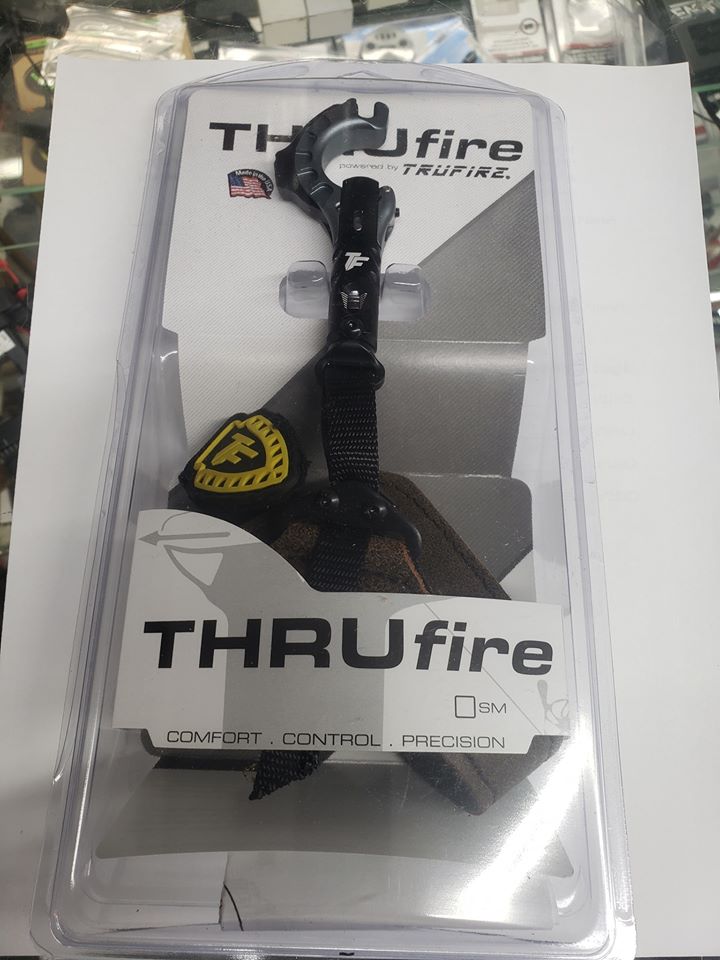 THRUfire
powered by TRUFIRE.
Made in the USA
TF
TF
THRUfire
SM
COMFORT . CONTROL . PRECISION